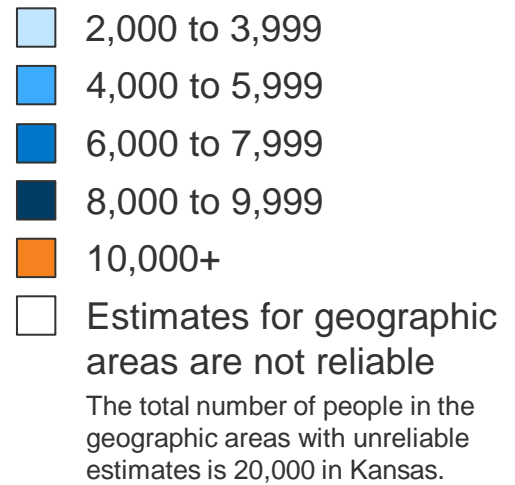 2,000 to 3,999
4,000 to 5,999
6,000 to 7,999
8,000 to 9,999
10,000+
Estimates for geographic
areas are not reliable
The total number of people in the
geographic areas with unreliable
estimates is 20,000 in Kansas.